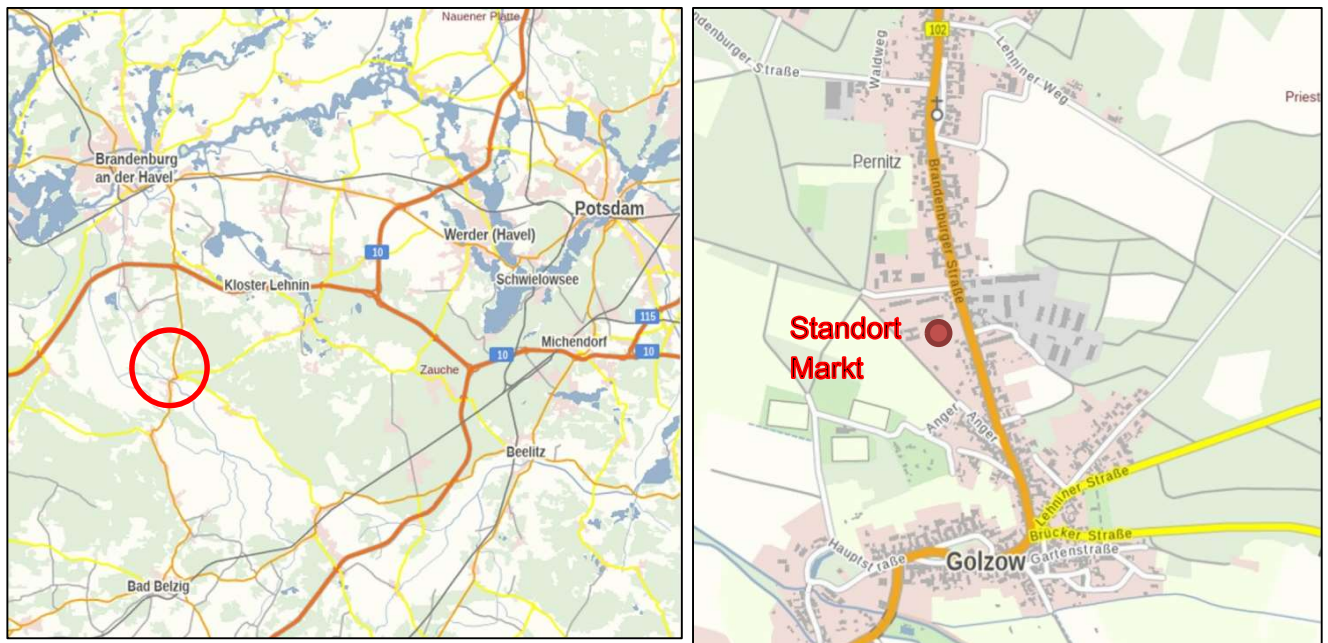 Nauener Platte
Brandenburg
an der Havel
Potsdam
10
Werder (Havel)
Kloster Lehnin
Schwielowsee
115
Michendorf
10
10
Zauche
Beelitz
Bad Belzig
102
Lehniner Weg
Waldweg
Brandenburger Straße
Pernitz
Brandenburger Straße
Standort
Markt
Anger
Anger
Lehniner Straße
Brücker Straße
Gartenstraße
Hauptstraße
Golzow